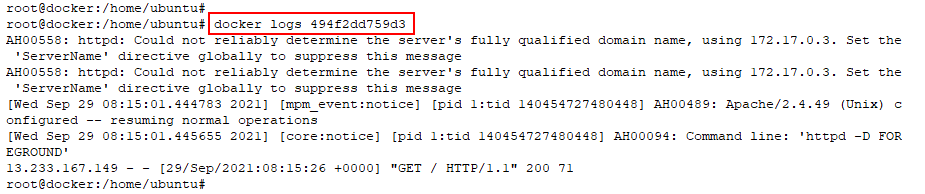 root@docker:/home/ubuntu#
root@docker:/home/ubuntu# docker logs 494f2dd759d3
AH00558: httpd: Could not reliably determine the server's fully qualified domain name, using 172.17.0.3. Set the
'ServerName' directive globally to suppress this message
AH00558: httpd: Could not reliably determine the server's fully qualified domain name, using 172.17.0.3. Set the
'ServerName' directive globally to suppress this message
[Wed Sep 29 08:15:01.444783 2021] [mpm_event:notice] [pid 1:tid 140454727480448] AH00489: Apache/2.4.49 (Unix) c
onfigured -- resuming normal operations
[Wed Sep 29 08:15:01.445655 2021] [core:notice] [pid 1:tid 140454727480448] AH00094: Command line: 'httpd -D FOR
EGROUND'
13.233.167.149 - - [29/Sep/2021:08:15:26 +0000] "GET / HTTP/1.1" 200 71
root@docker:/home/ubuntu#